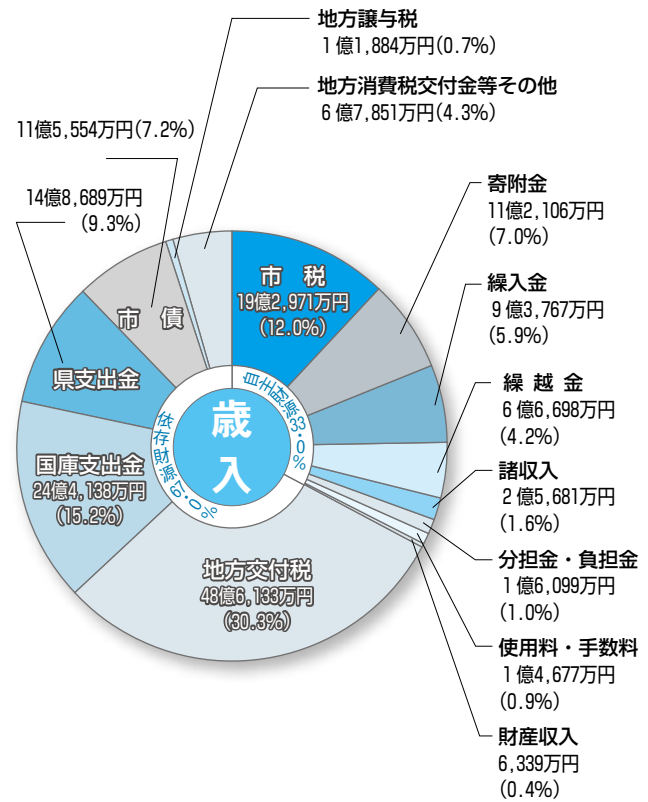 地方譲与税
1億1,884万円(0.7%)
地方消費税交付金等その他
6億7,851万円(4.3%)
11億5,554万円(7.2%)
14億8,689万円
(9.3%)
寄附金
11億2,106万円
(7.0%)
繰入金
9億3,767万円
(5.9%)
繰越金
6億6,698万円
(4.2%)
諸収入
2億5,681万円
(1.6%)
分担金・負担金
1億6,099万円
(1.0%)
使用料・手数料
1億4,677万円
(0.9%)
財産収入
6,339万円
(0.4%)
市税
19億2,971万円
(12.0%)
市債
県支出金
国庫支出金
24億4,138万円
(15.2%)
地方交付税
48億6,133万円
(30.3%)
自主財源33・0%
依存財源67・0%
歳
入